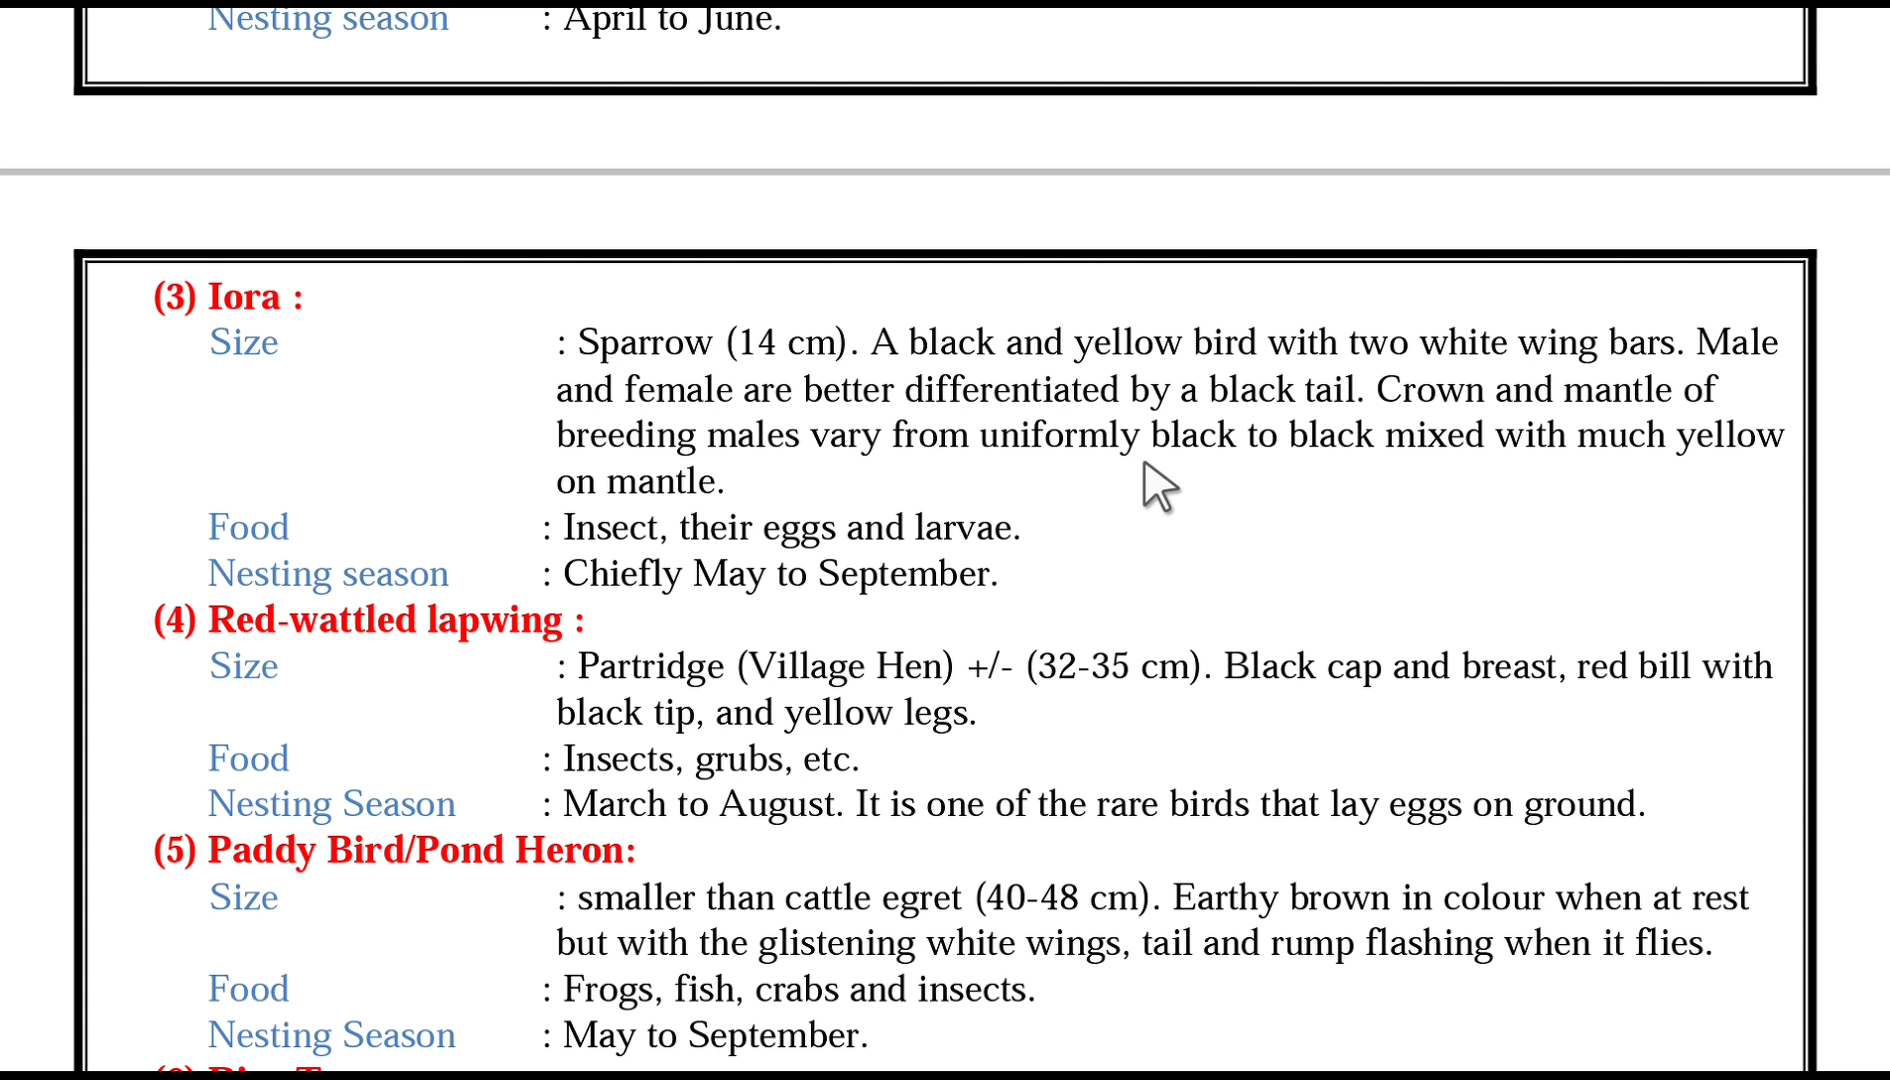 Nesting season : April to June.
(3) Iora :
Size : Sparrow (14 cm). A black and yellow bird with two white wing bars. Male
and female are better differentiated by a black tail. Crown and mantle of
breeding males vary from uniformly black to black mixed with much yellow
on mantle.
Food : Insect, their eggs and larvae.
Nesting season : Chiefly May to September.
(4) Red-wattled lapwing :
Size : Partridge (Village Hen) +/- (32-35 cm). Black cap and breast, red bill with
black tip, and yellow legs.
Food : Insects, grubs, etc.
Nesting Season : March to August. It is one of the rare birds that lay eggs on ground.
(5) Paddy Bird/Pond Heron:
Size : smaller than cattle egret (40-48 cm). Earthy brown in colour when at rest
but with the glistening white wings, tail and rump flashing when it flies.
Food : Frogs, fish, crabs and insects.
Nesting Season : May to September.